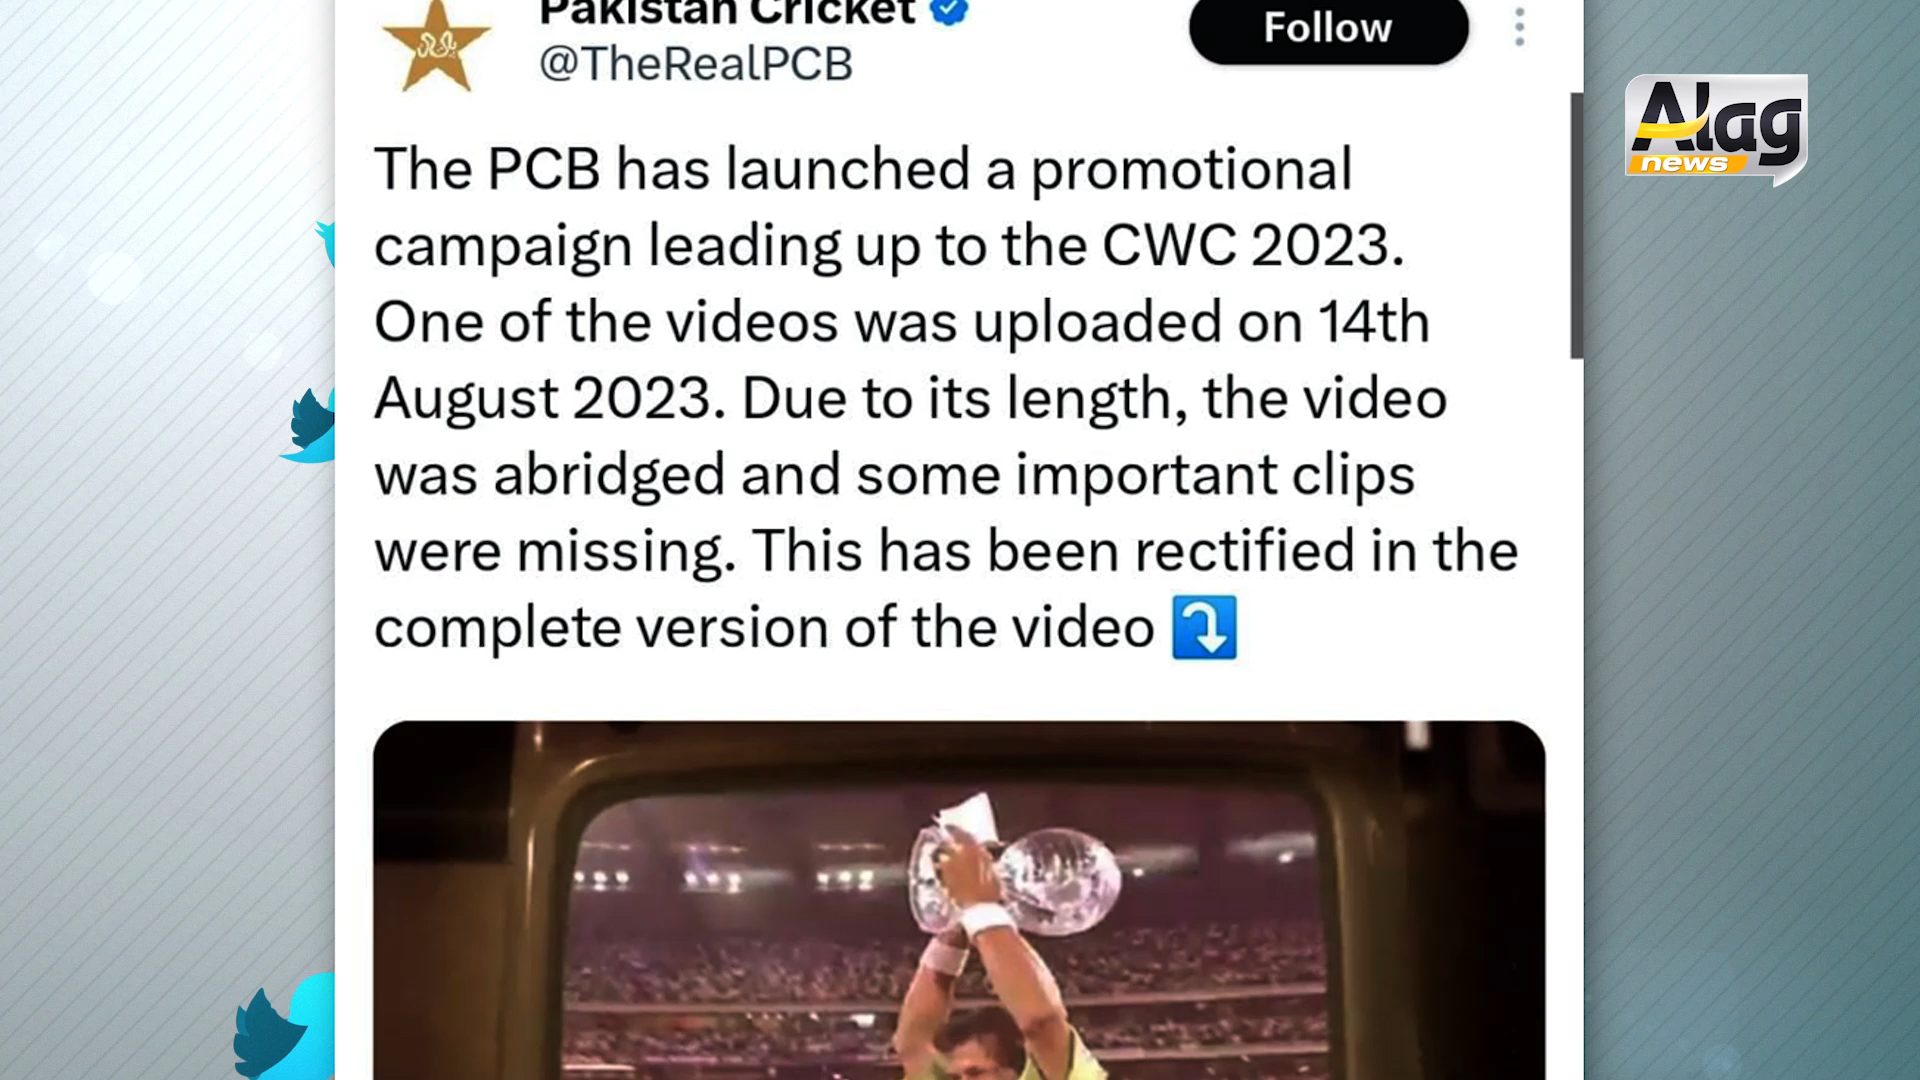 Pakistan Cricket
@TheRealPCB
Follow
Alag
news
The PCB has launched a promotional
campaign leading up to the CWC 2023.
One of the videos was uploaded on 14th
August 2023. Due to its length, the video
was abridged and some important clips
were missing. This has been rectified in the
complete version of the video